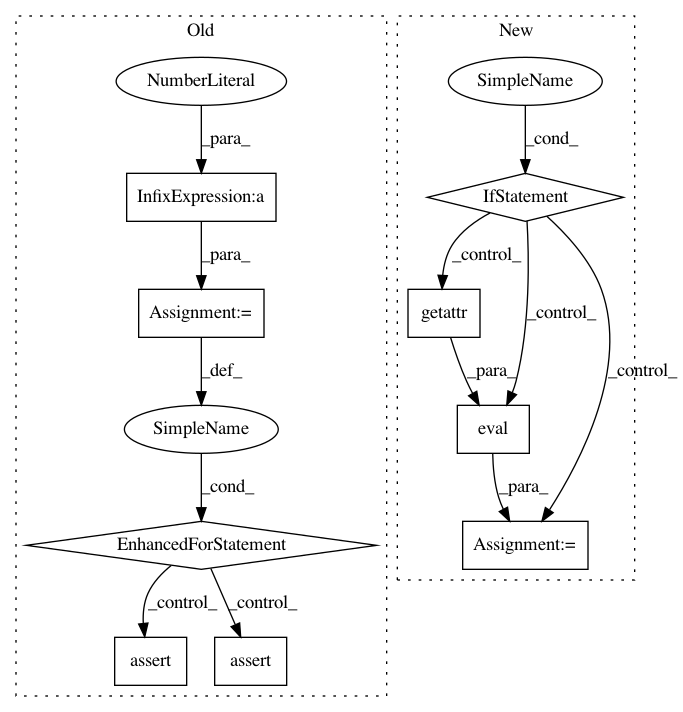 Old
New
NumberLiteral
SimpleName
_para_
_cond_
InfixExpression:a
IfStatement
_para_
_control_
Assignment:=
getattr
_control_
_def_
_para_
_control_
SimpleName
eval
_cond_
_para_
EnhancedForStatement
Assignment:=
_control_
_control_
assert
assert